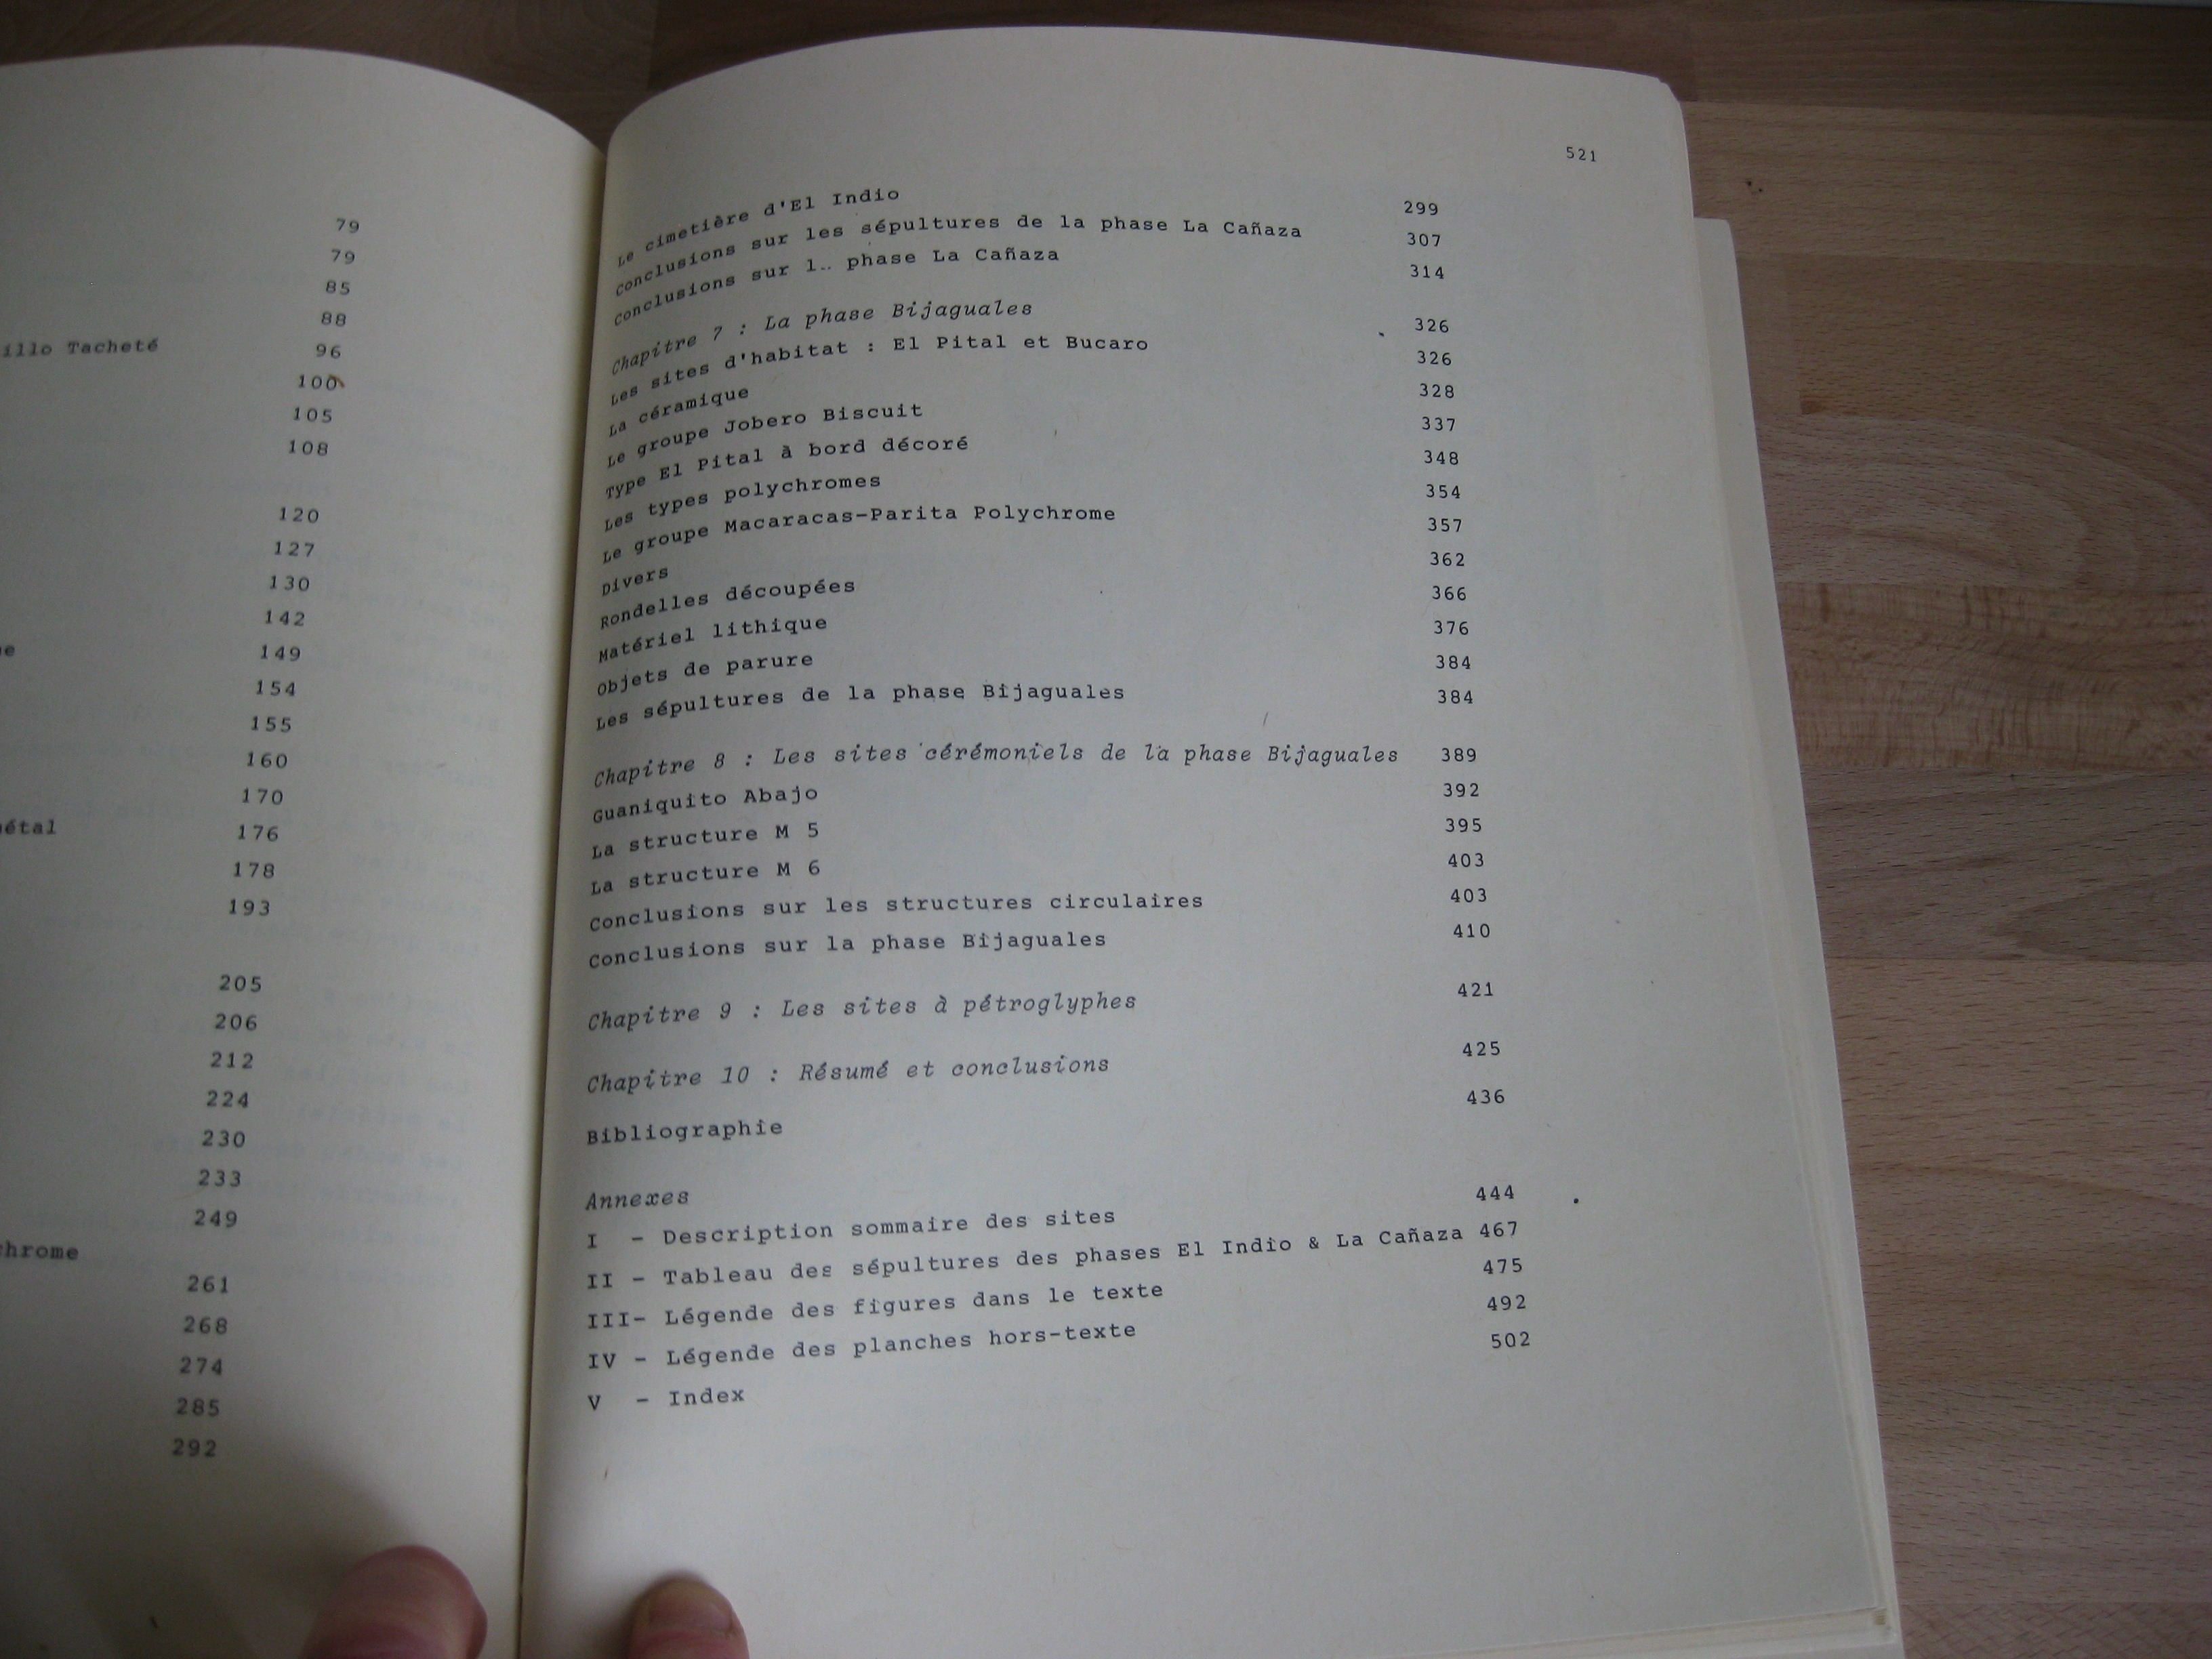 79
79
85
88
illo Tacheté 96
100
105
108
120
127
130
142
e 149
154
155
160
170
étal 176
178
193
205
206
212
224
230
233
249
hrome
261
268
274
285
292
521
Le cimetière d'El Indio 299
Conclusions sur les sépultures de la phase La Cañaza 307
Conclusions sur l phase La Cañaza 314
Chapitre 7 : La phase Bijaguales 326
Les sites d'habitat : El Pital et Bucaro 326
La céramique 328
Le groupe Jobero Biscuit 337
Type El Pital à bord décoré 348
Les types polychromes 354
Le groupe Macaracas-Parita Polychrome 357
Divers 362
Rondelles découpées 366
Matériel lithique 376
Objets de parure 384
Les sépultures de la phase Bijaguales 384
Chapitre 8 : Les sites cérémoniels de la phase Bijaguales 389
Guaniquito Abajo 392
La structure M 5 395
La structure M 6 403
Conclusions sur les structures circulaires 403
Conclusions sur la phase Bijaguales 410
Chapitre 9 : Les sites à pétroglyphes 421
Chapitre 10 : Résumé et conclusions 425
Bibliographie 436
Annexes
I - Description sommaire des sites 444
II - Tableau des sépultures des phases El Indio & La Cañaza 467
III- Légende des figures dans le texte 475
IV - Légende des planches hors-texte 492
V - Index 502